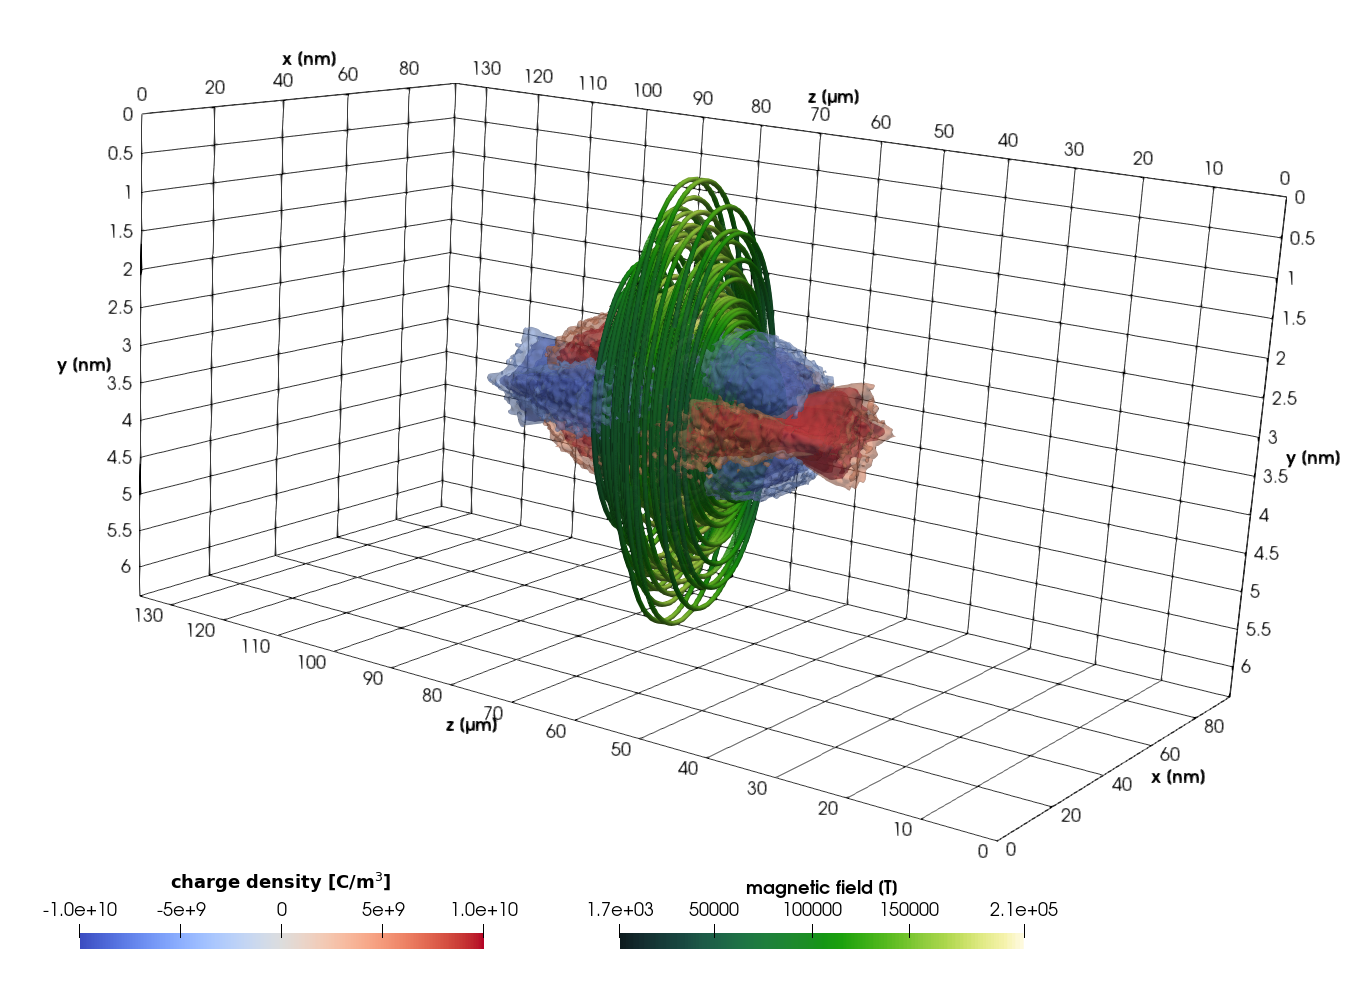 x (nm)
0 20 40 60 80
130 120 110 100 90 80 70 60 50 40 30 20 10 0
z (μm)
0
0.5
1
1.5
2
2.5
3
3.5
4
4.5
5
5.5
6
y (nm)
0
0.5
1
1.5
2
2.5
3
3.5
4
4.5
5
5.5
6
y (nm)
130 120 110 100 90 80 70 60 50 40 30 20 10 0
z (μm)
0 20 40 60 80
x (nm)
charge density [C/m³]
-1.0e+10 -5e+9 0 5e+9 1.0e+10
magnetic field (T)
1.7e+03 50000 100000 150000 2.1e+05